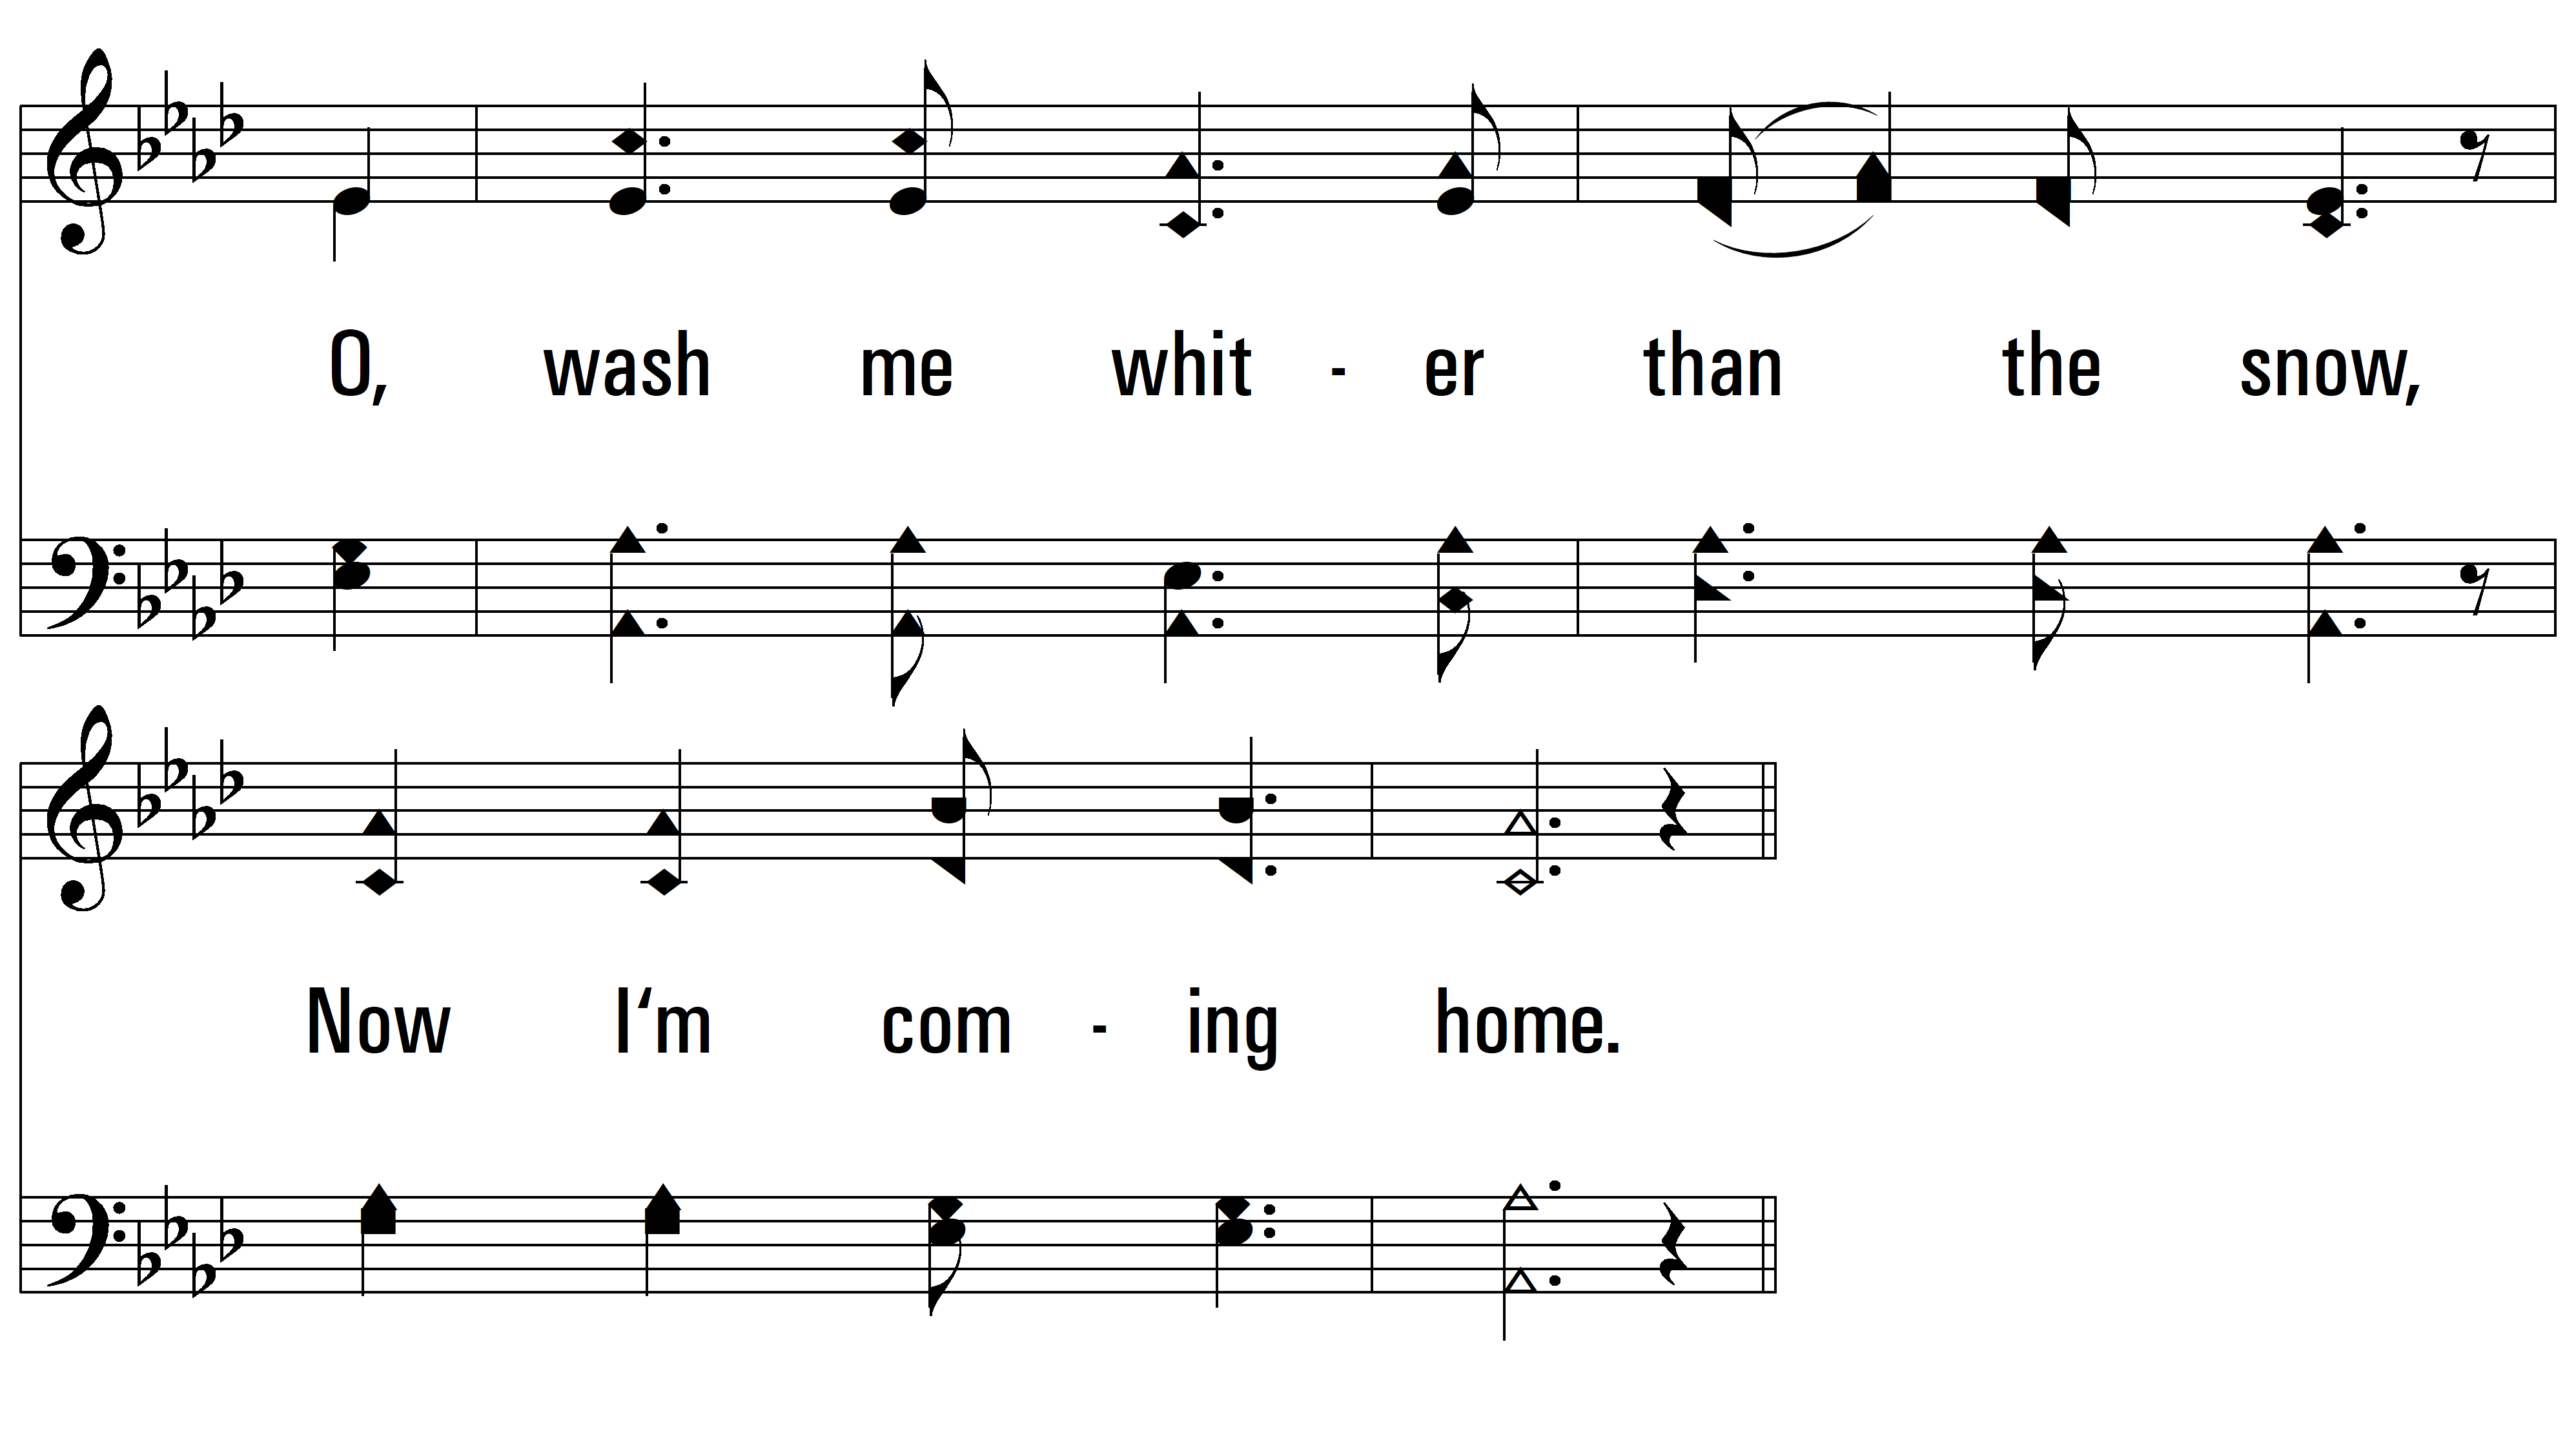 O, wash me whit - er than the snow,
Now I‘m com - ing home.